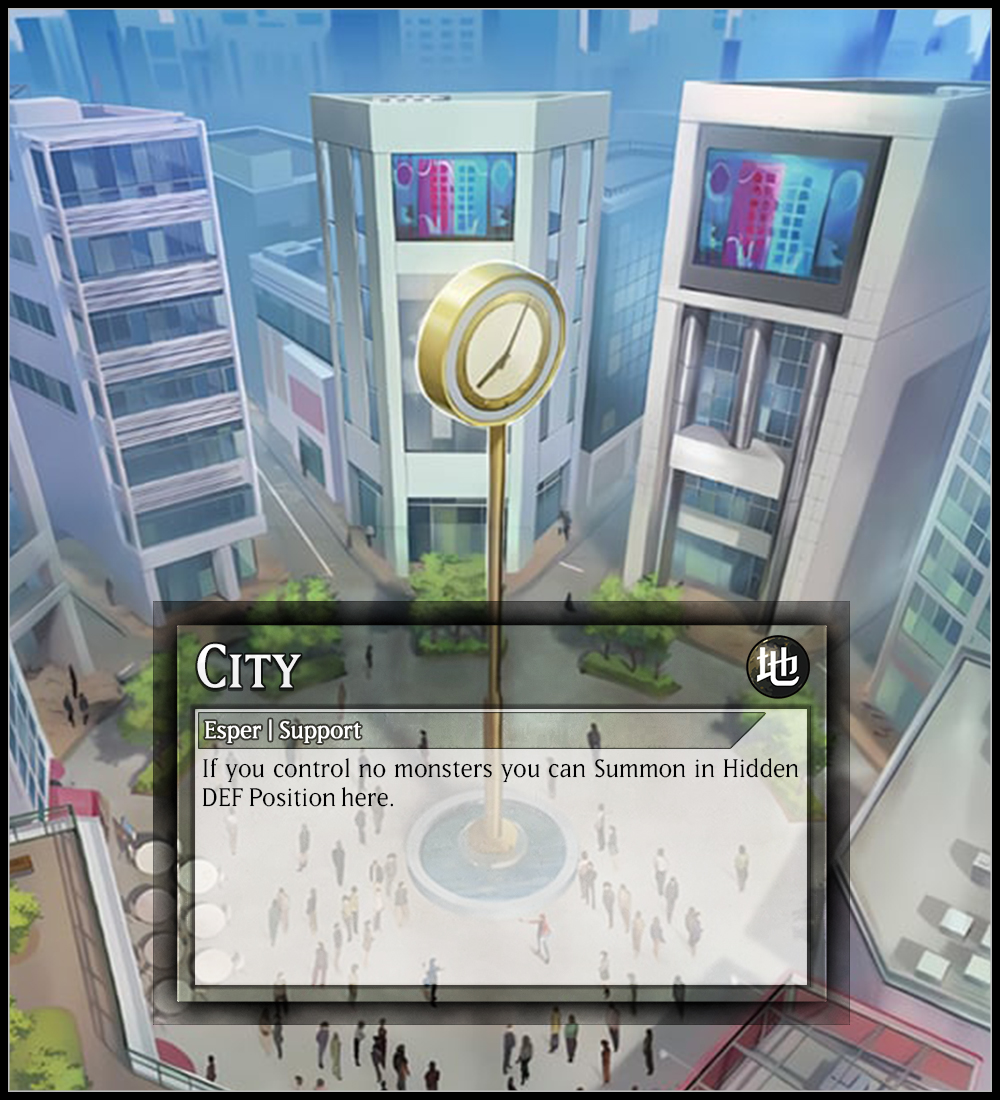 City
地
Esper | Support
If you control no monsters you can Summon in Hidden
DEF Position here.